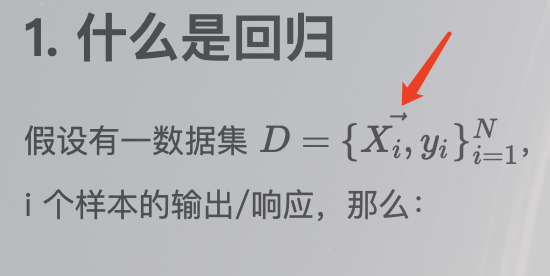 1. 什么是回归
假设有一数据集 $D = \{\vec{X_i}, y_i\}_{i=1}^{N}$,
i 个样本的输出/响应，那么：